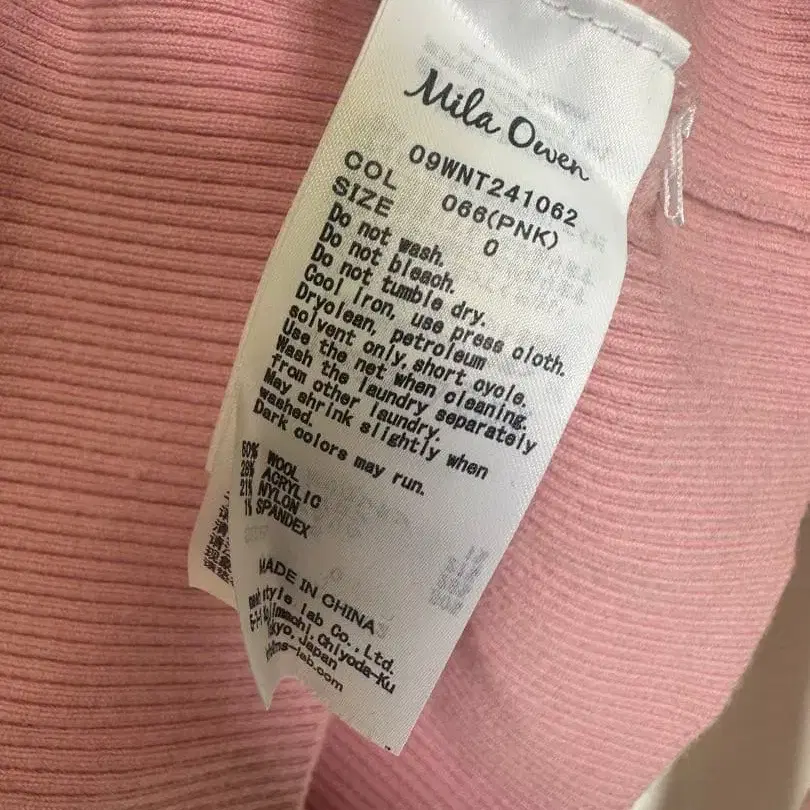 Mila Owen
09WNT241062
COL 066(PNK)
SIZE 0
Do not wash.
Do not bleach.
Do not tumble dry.
Cool iron, use press cloth.
Dryclean, petroleum
solvent only, short cycle.
Use the net when cleaning.
Wash the laundry separately
from other laundry.
May shrink slightly when
washed.
Dark colors may run.
WOOL
ACRYLIC
21% NYLON
1% SPANDEX
MADE IN CHINA
style lab Co., Ltd.
Chiyoda-Ku
Tokyo, Japan